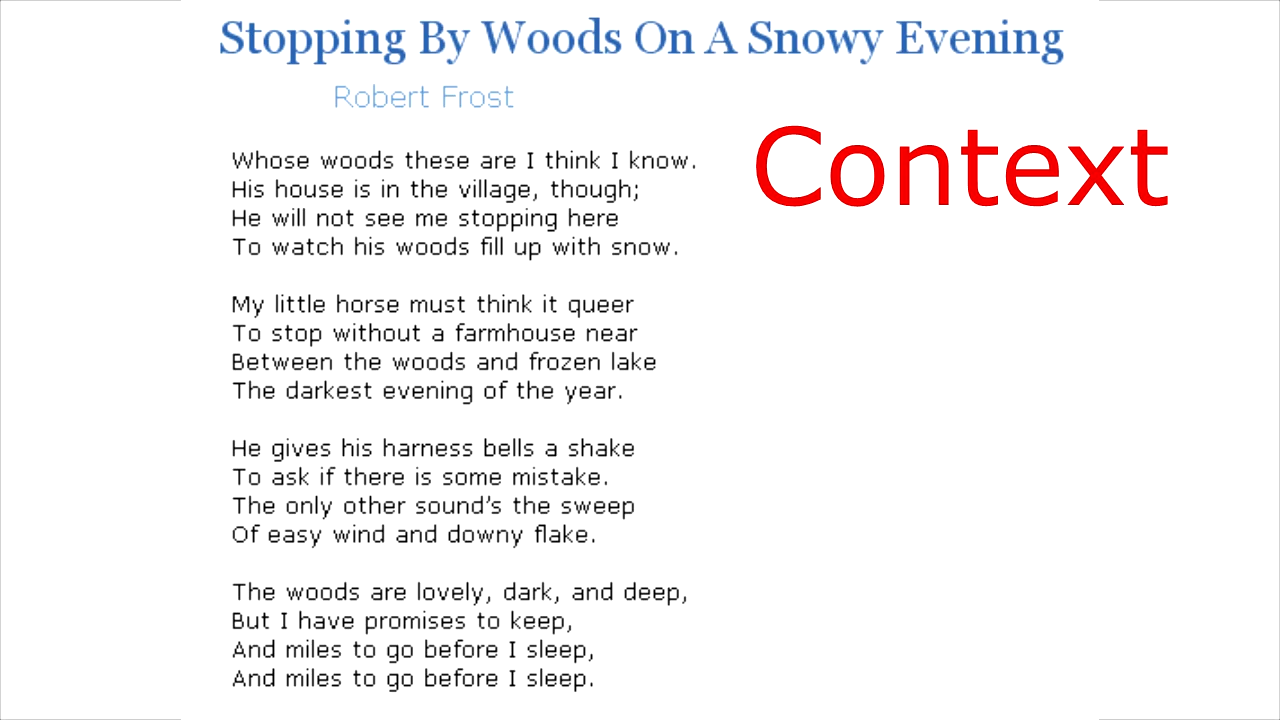 Stopping By Woods On A Snowy Evening
Robert Frost
Context
Whose woods these are I think I know.
His house is in the village, though;
He will not see me stopping here
To watch his woods fill up with snow.
My little horse must think it queer
To stop without a farmhouse near
Between the woods and frozen lake
The darkest evening of the year.
He gives his harness bells a shake
To ask if there is some mistake.
The only other sound’s the sweep
Of easy wind and downy flake.
The woods are lovely, dark, and deep,
But I have promises to keep,
And miles to go before I sleep,
And miles to go before I sleep.